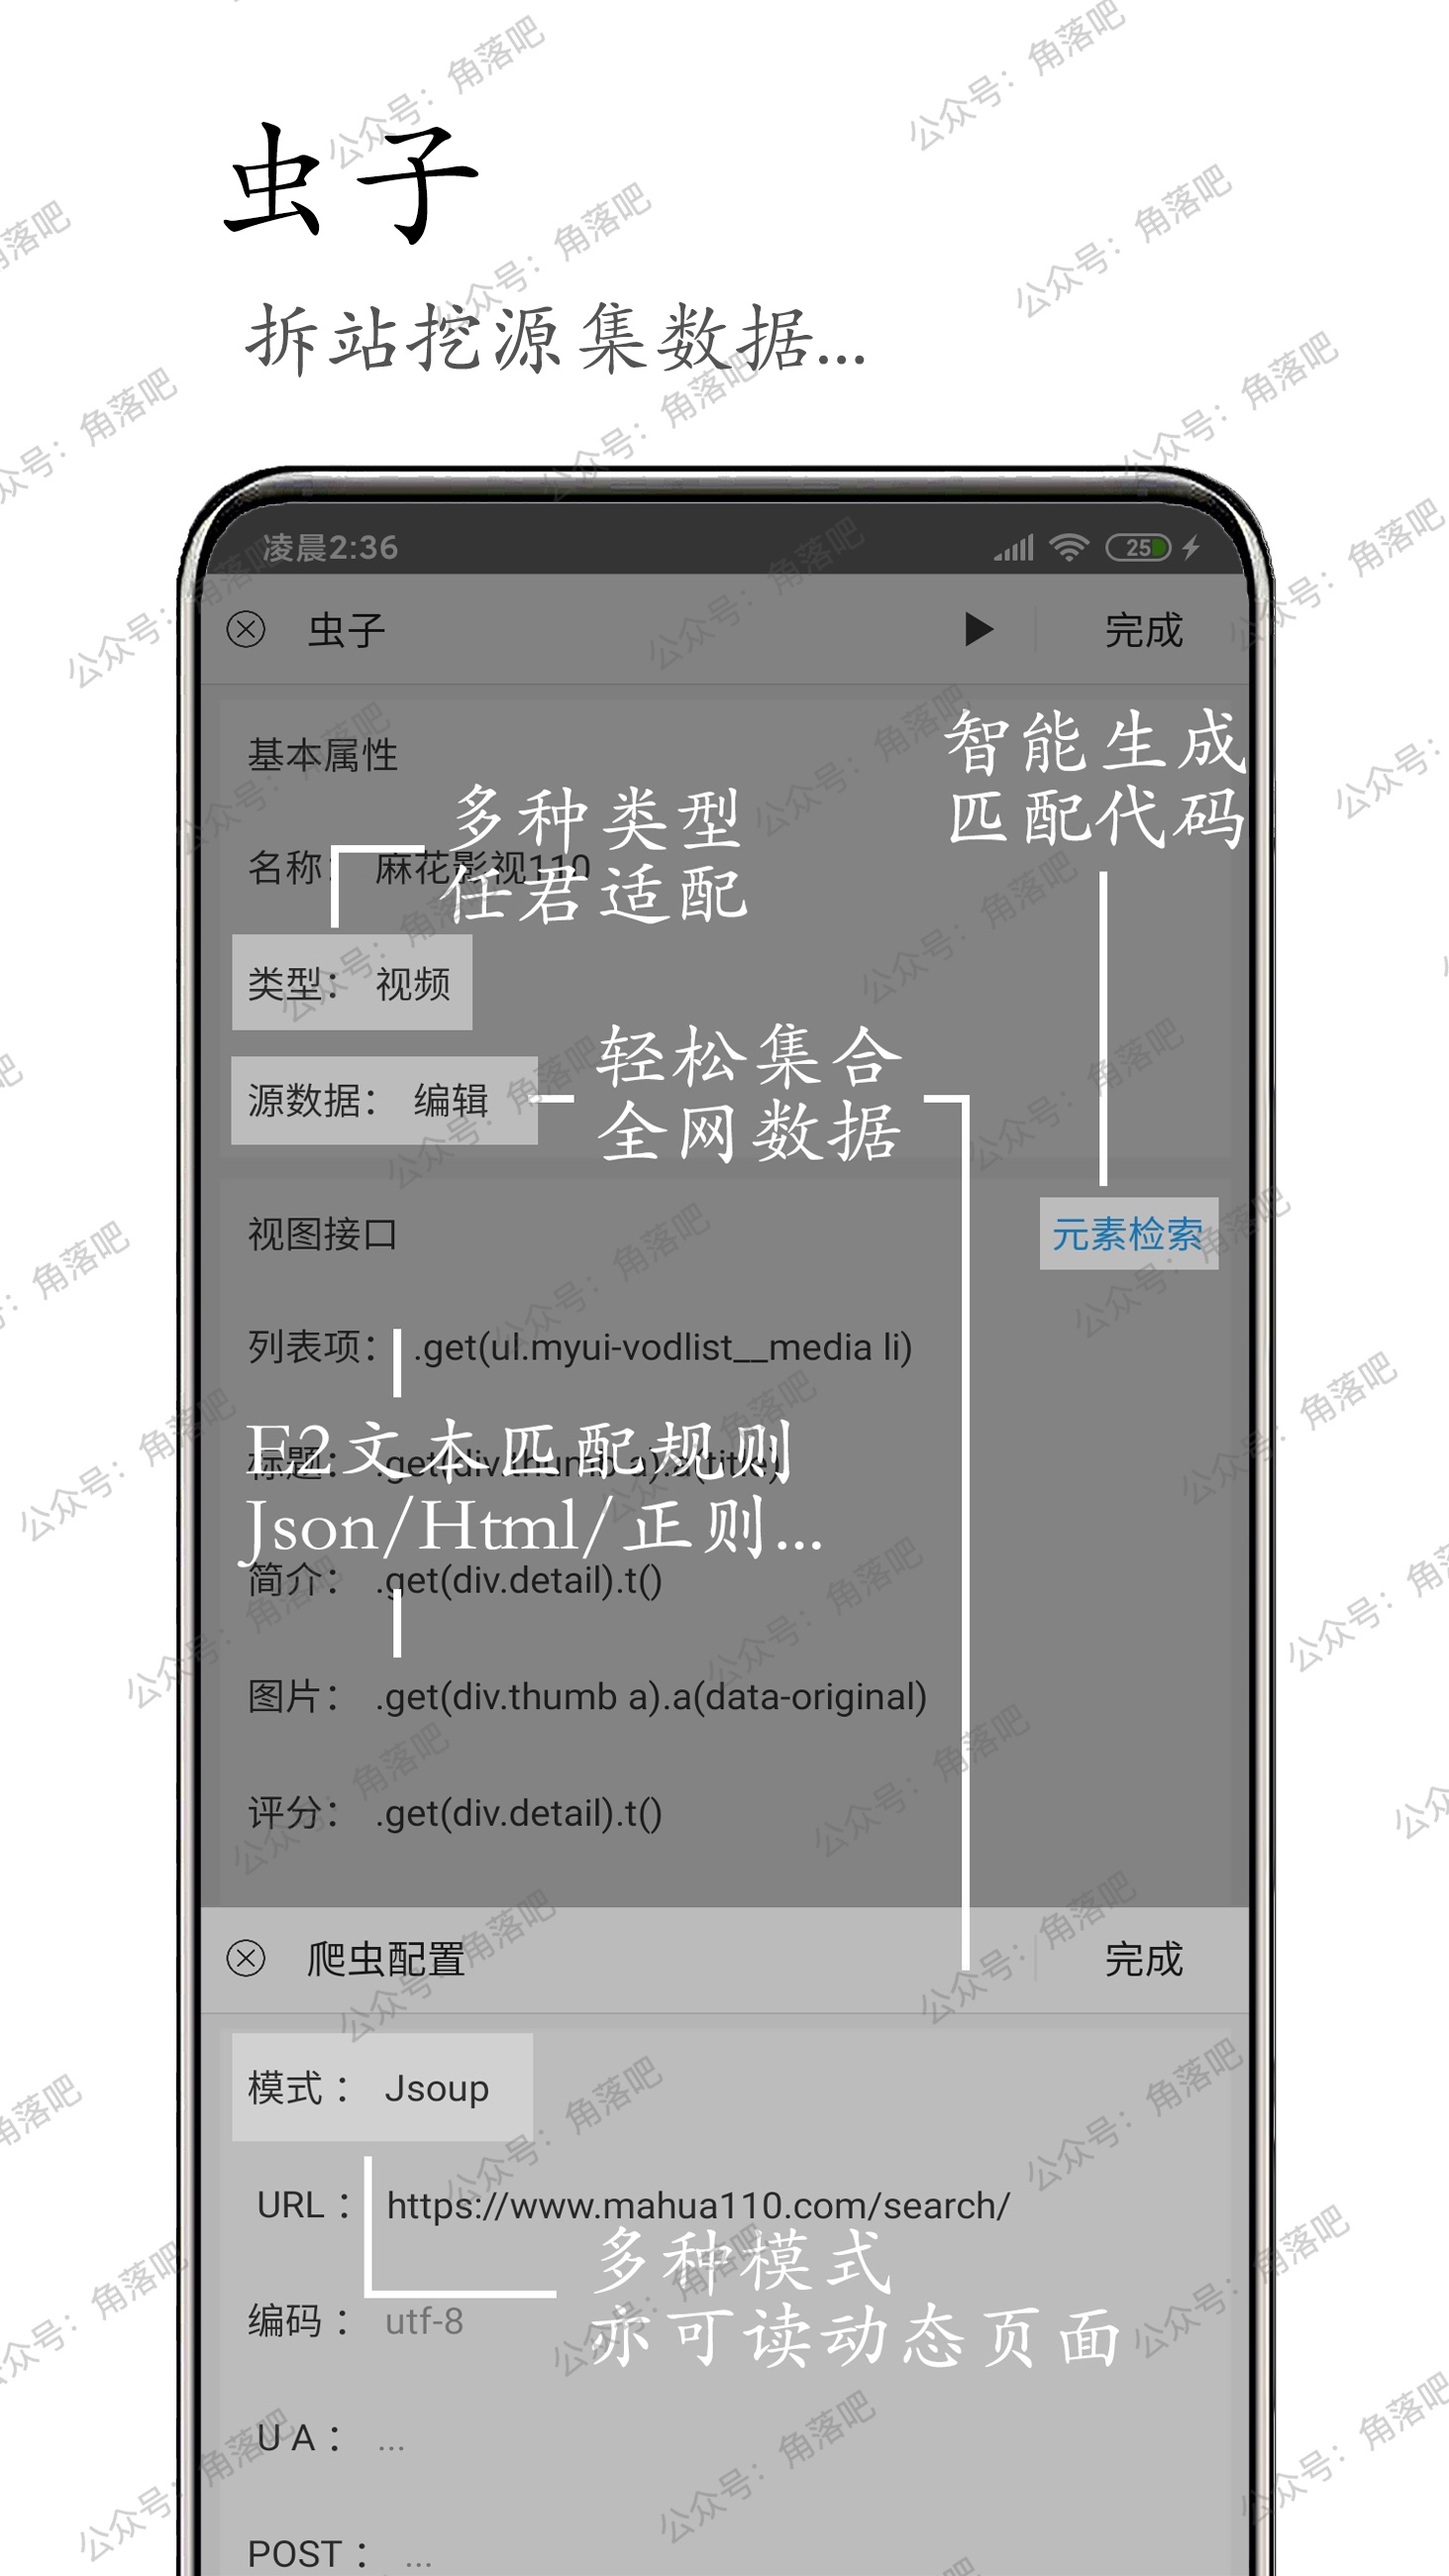 虫子
拆站挖源集数据...
凌晨2:36
25
虫子
完成
基本属性
智能生成
匹配代码
多种类型
任君适配
名称： 麻花影视110
类型： 视频
源数据： 编辑
轻松集合
全网数据
视图接口
元素检索
列表项： .get(ul.myui-vodlist__media li)
E2文本匹配规则
标题： .get(div.thumb a).a(title)
Json/Html/正则...
简介： .get(div.detail).t()
图片： .get(div.thumb a).a(data-original)
评分： .get(div.detail).t()
爬虫配置
完成
模式： Jsoup
URL： https://www.mahua110.com/search/
多种模式
亦可读动态页面
编码： utf-8
U A： ...
POST： ...
公众号：角落吧